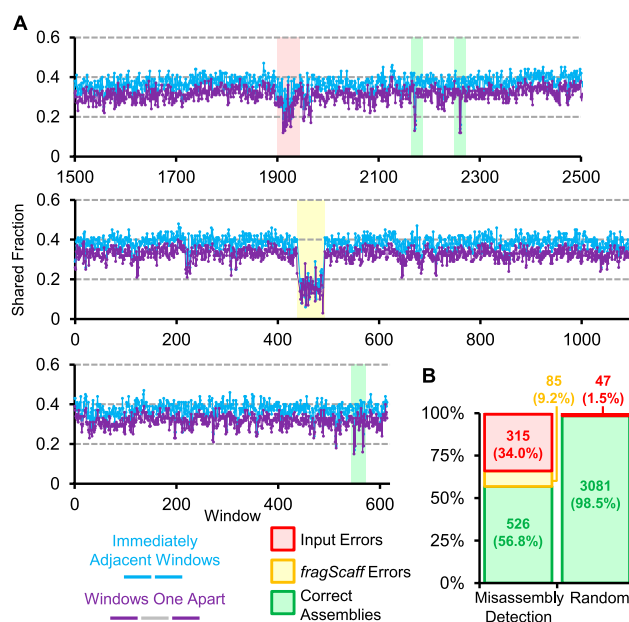 A
Shared Fraction
0.6
0.4
0.2
0
1500 1700 1900 2100 2300 2500
0.6
0.4
0.2
0
0 200 400 600 800 1000
0.6
0.4
0.2
0
0 200 400 600
Window
Immediately
Adjacent Windows
Windows One Apart
Input Errors
fragScaff Errors
Correct
Assemblies
B
85
(9.2%)
47
(1.5%)
100%
75%
50%
25%
0%
315
(34.0%)
526
(56.8%)
3081
(98.5%)
Misassembly
Detection
Random